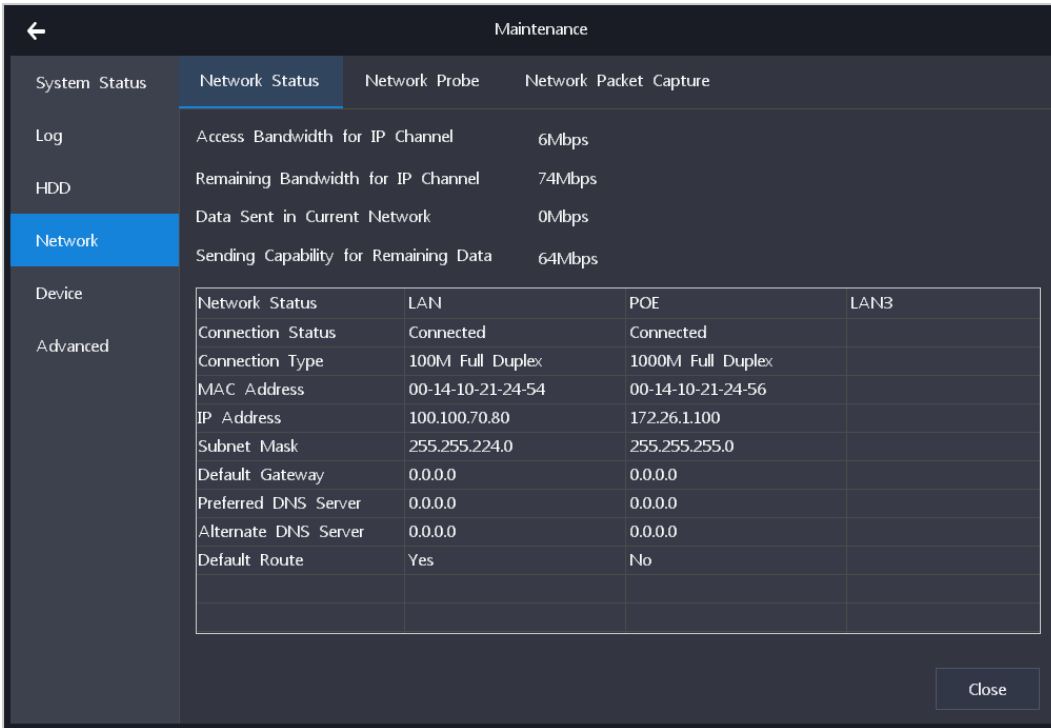 Maintenance
System Status
Log
HDD
Network
Device
Advanced
Network Status Network Probe Network Packet Capture
Access Bandwidth for IP Channel 6Mbps
Remaining Bandwidth for IP Channel 74Mbps
Data Sent in Current Network 0Mbps
Sending Capability for Remaining Data 64Mbps
Network Status LAN POE LAN3
Connection Status Connected Connected
Connection Type 100M Full Duplex 1000M Full Duplex
MAC Address 00-14-10-21-24-54 00-14-10-21-24-56
IP Address 100.100.70.80 172.26.1.100
Subnet Mask 255.255.224.0 255.255.255.0
Default Gateway 0.0.0.0 0.0.0.0
Preferred DNS Server 0.0.0.0 0.0.0.0
Alternate DNS Server 0.0.0.0 0.0.0.0
Default Route Yes No
Close